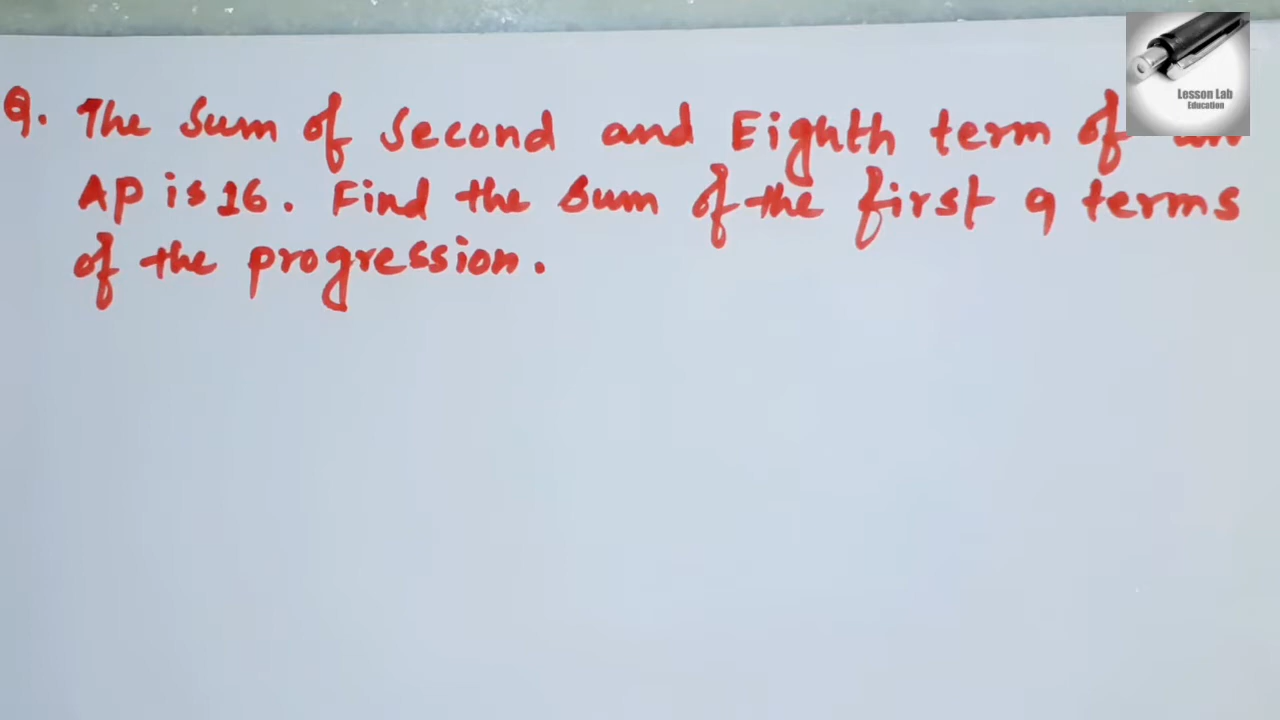 Q. The Sum of Second and Eighth term of
AP is 16. Find the sum of the first 9 terms
of the progression.
Lesson Lab
Education